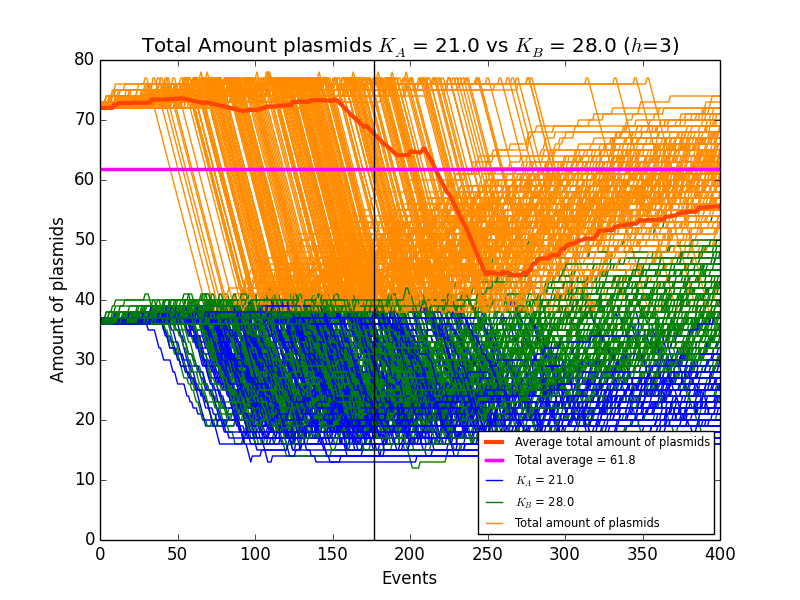 Total Amount plasmids K_A = 21.0 vs K_B = 28.0 (h=3)
80
70
60
50
40
30
20
10
0
Amount of plasmids
Average total amount of plasmids
Total average = 61.8
K_A = 21.0
K_B = 28.0
Total amount of plasmids
0 50 100 150 200 250 300 350 400
Events